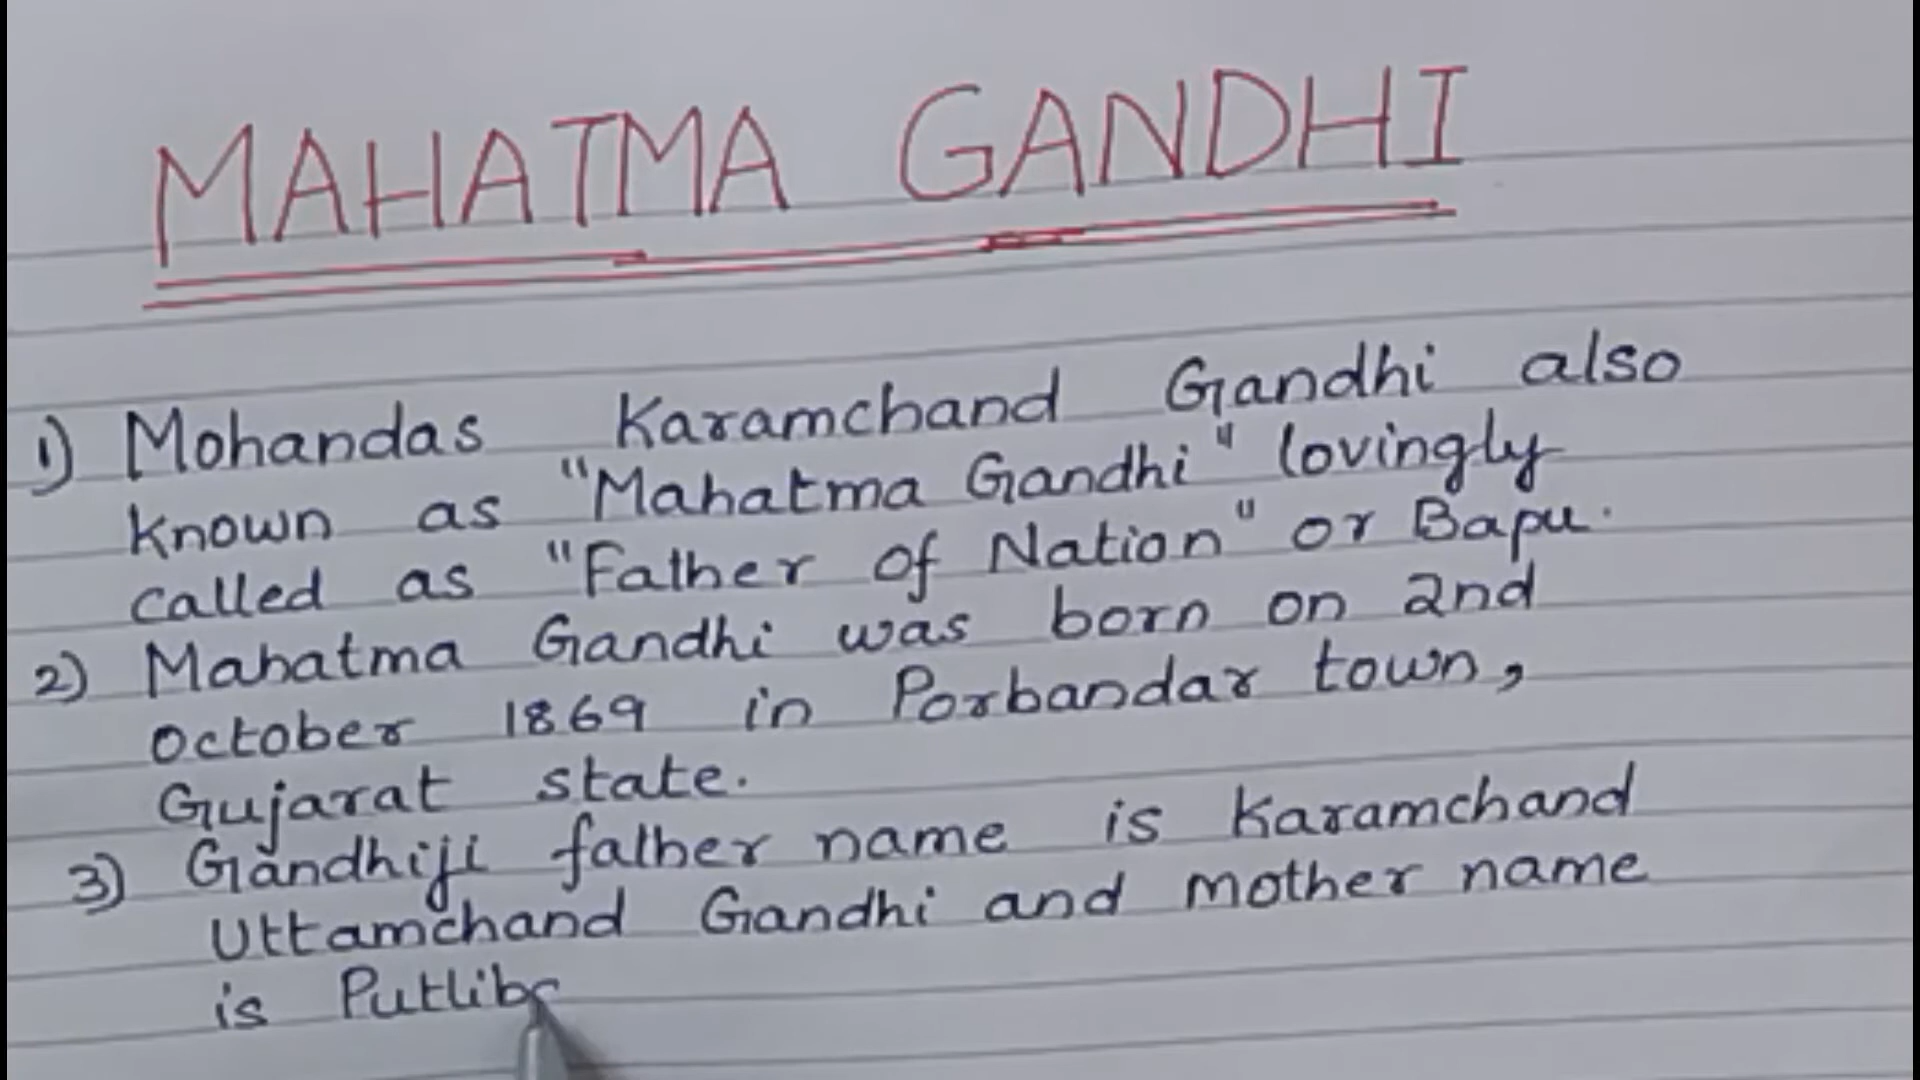 MAHATMA GANDHI
1) Mohandas Karamchand Gandhi also
known as "Mahatma Gandhi" lovingly
called as "Father of Nation" or Bapu.
2) Mahatma Gandhi was born on 2nd
october 1869 in Porbandar town,
Gujarat state.
3) Gandhiji father name is Karamchand
Uttamchand Gandhi and mother name
is Putlib